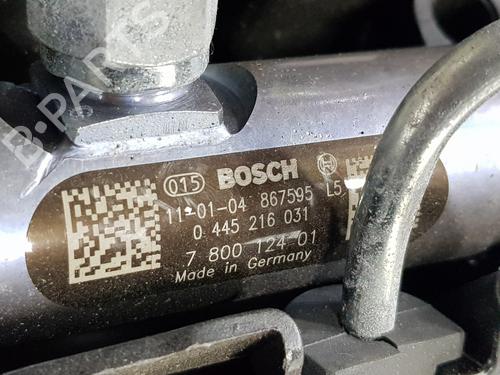 015 BOSCH
11-01-04 867595 L5
0 445 216 031
7 800 124-01
Made in Germany
B-PARTS